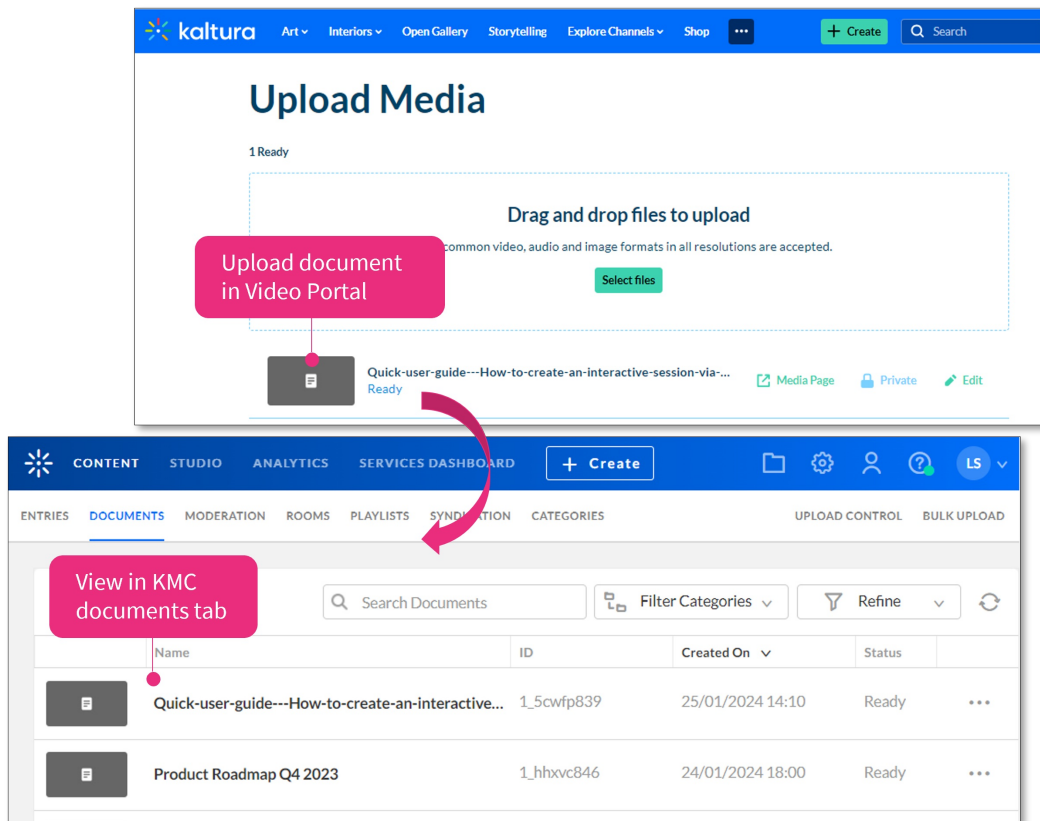 kaltura Art Interiors Open Gallery Storytelling Explore Channels Shop ••• + Create Search
Upload Media
1 Ready
Drag and drop files to upload
common video, audio and image formats in all resolutions are accepted.
Select files
Upload document
in Video Portal
Quick-user-guide---How-to-create-an-interactive-session-via-...
Ready
Media Page Private Edit
CONTENT STUDIO ANALYTICS SERVICES DASHBOARD + Create ? LS
ENTRIES DOCUMENTS MODERATION ROOMS PLAYLISTS SYNDICATION CATEGORIES UPLOAD CONTROL BULK UPLOAD
View in KMC
documents tab
Search Documents Filter Categories Refine
Name ID Created On Status
Quick-user-guide---How-to-create-an-interactive... 1_5cwfp839 25/01/2024 14:10 Ready •••
Product Roadmap Q4 2023 1_hhxvc846 24/01/2024 18:00 Ready •••